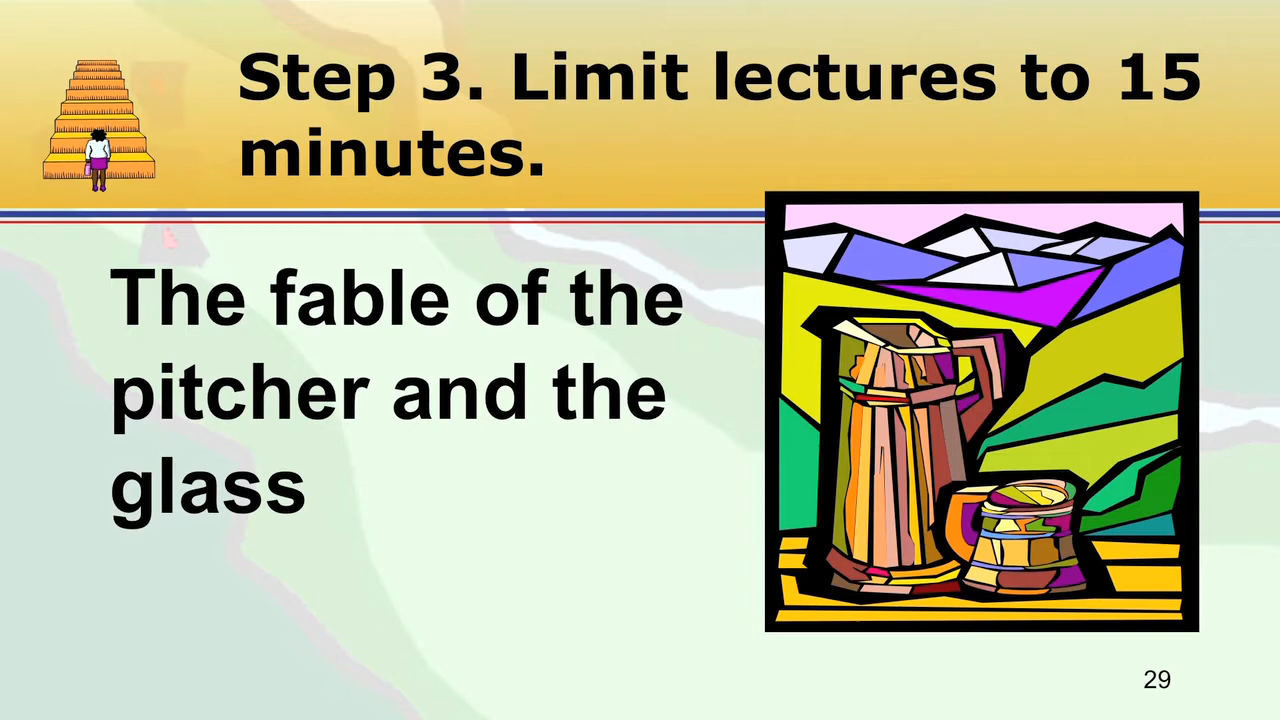 Step 3. Limit lectures to 15
minutes.
The fable of the
pitcher and the
glass
29